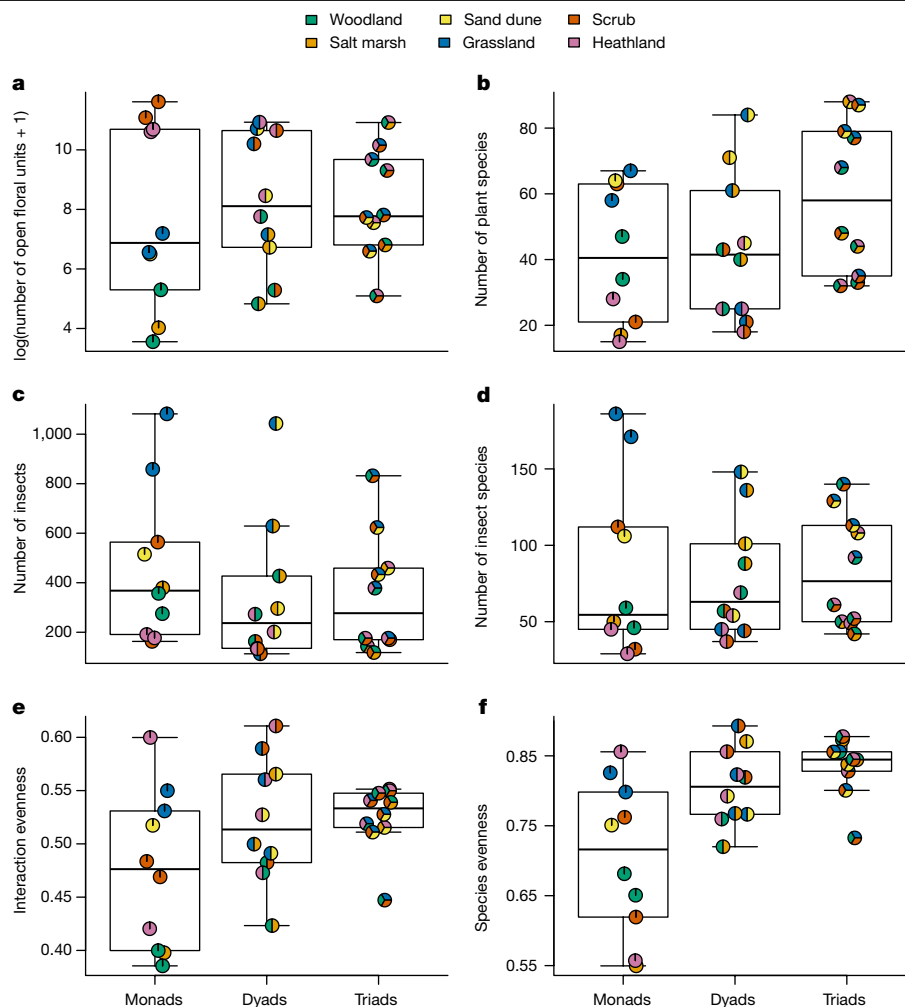 Woodland Sand dune Scrub
Salt marsh Grassland Heathland
a
log(number of open floral units + 1)
10
8
6
4
b
Number of plant species
80
60
40
20
c
Number of insects
1,000
800
600
400
200
d
Number of insect species
150
100
50
e
Interaction evenness
0.60
0.55
0.50
0.45
0.40
Monads Dyads Triads
f
Species evenness
0.85
0.75
0.65
0.55
Monads Dyads Triads